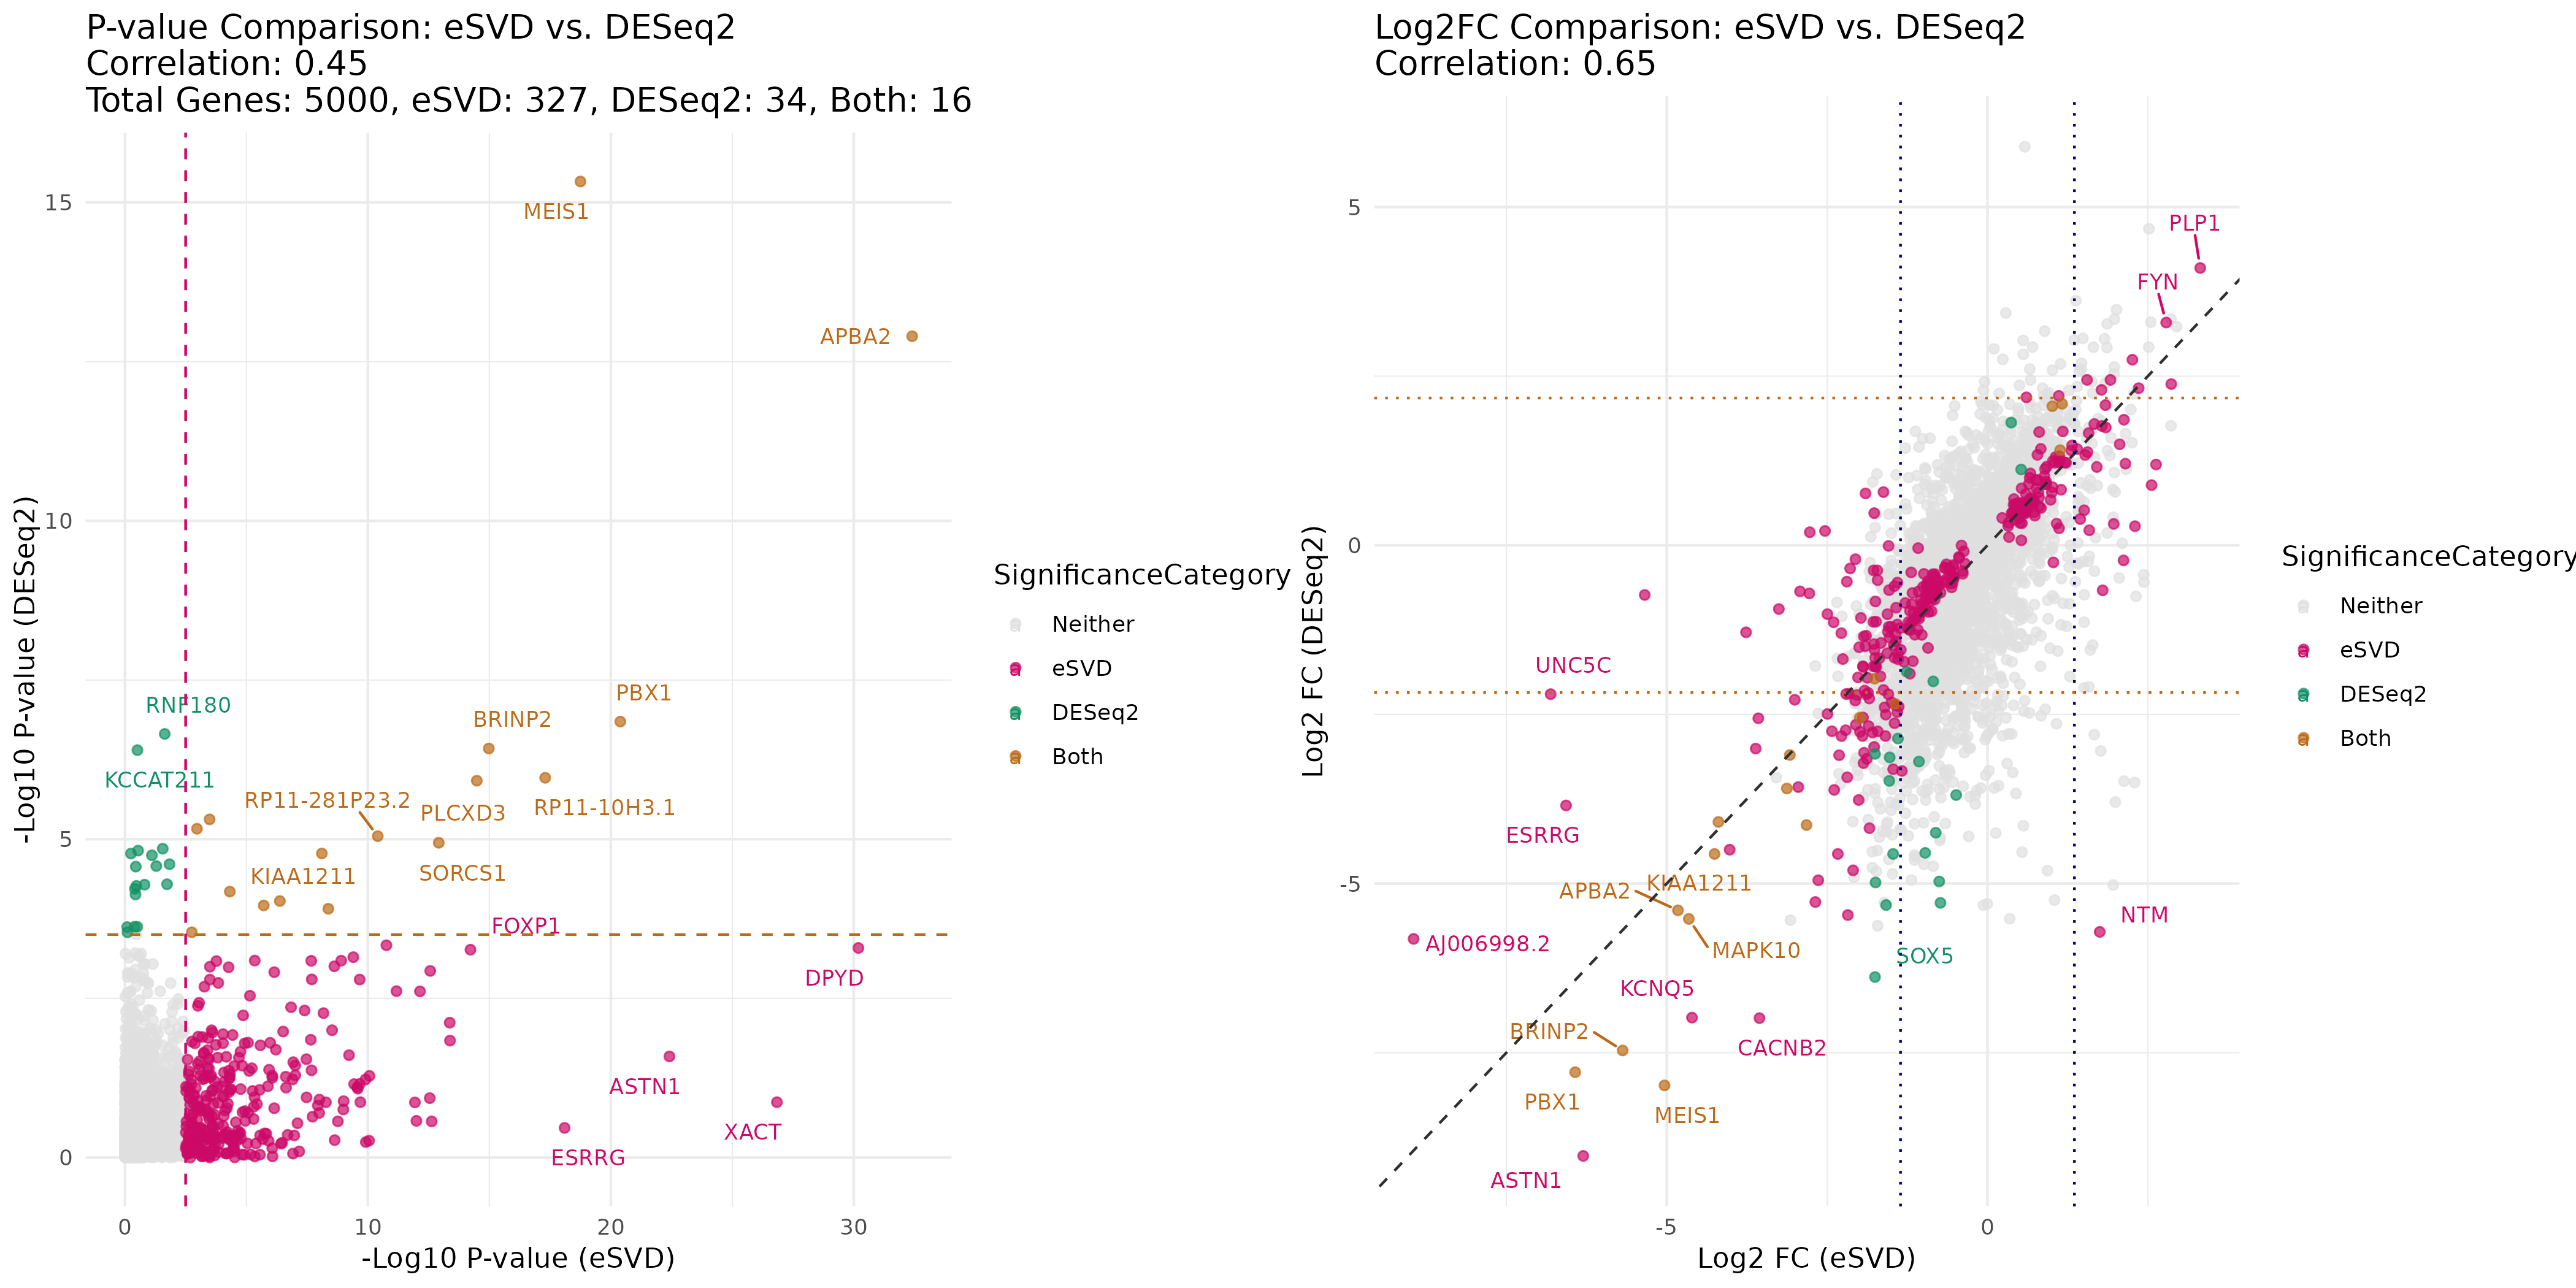 P-value Comparison: eSVD vs. DESeq2
Correlation: 0.45
Total Genes: 5000, eSVD: 327, DESeq2: 34, Both: 16
-Log10 P-value (DESeq2)
15
10
5
0
MEIS1
APBA2
RNF180
PBX1
BRINP2
KCCAT211
RP11-281P23.2
PLCXD3
RP11-10H3.1
KIAA1211
SORCS1
FOXP1
DPYD
ASTN1
XACT
ESRRG
0
10
20
30
-Log10 P-value (eSVD)
SignificanceCategory
Neither
eSVD
DESeq2
Both
Log2FC Comparison: eSVD vs. DESeq2
Correlation: 0.65
Log2 FC (DESeq2)
5
0
-5
PLP1
FYN
UNC5C
ESRRG
APBA2
KIAA1211
NTM
AJ006998.2
MAPK10
SOX5
KCNQ5
BRINP2
CACNB2
PBX1
MEIS1
ASTN1
-5
0
Log2 FC (eSVD)
SignificanceCategory
Neither
eSVD
DESeq2
Both